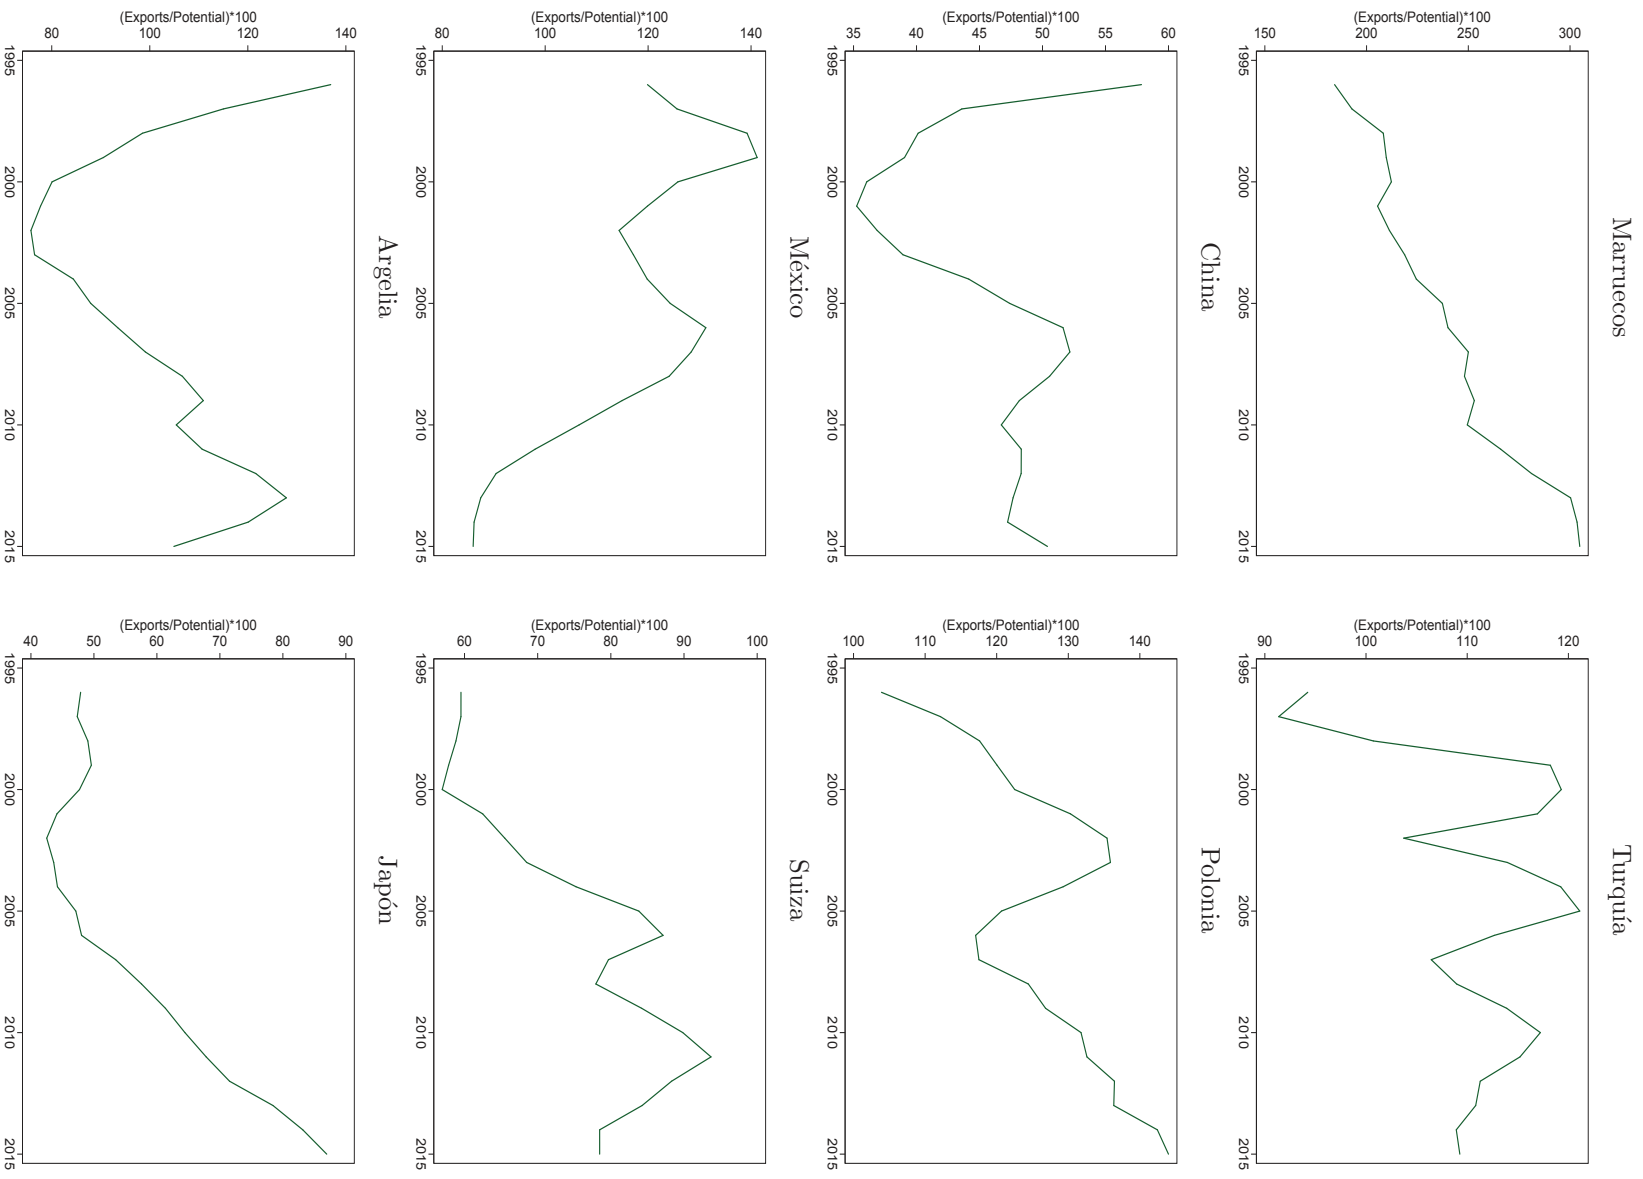 Marruecos
(Exports/Potential)*100
150 200 250 300
1995 2000 2005 2010 2015
Turquía
(Exports/Potential)*100
90 100 110 120
1995 2000 2005 2010 2015
China
(Exports/Potential)*100
35 40 45 50 55 60
1995 2000 2005 2010 2015
Polonia
(Exports/Potential)*100
100 110 120 130 140
1995 2000 2005 2010 2015
México
(Exports/Potential)*100
80 100 120 140
1995 2000 2005 2010 2015
Suiza
(Exports/Potential)*100
60 70 80 90 100
1995 2000 2005 2010 2015
Argelia
(Exports/Potential)*100
80 100 120 140
1995 2000 2005 2010 2015
Japón
(Exports/Potential)*100
40 50 60 70 80 90
1995 2000 2005 2010 2015